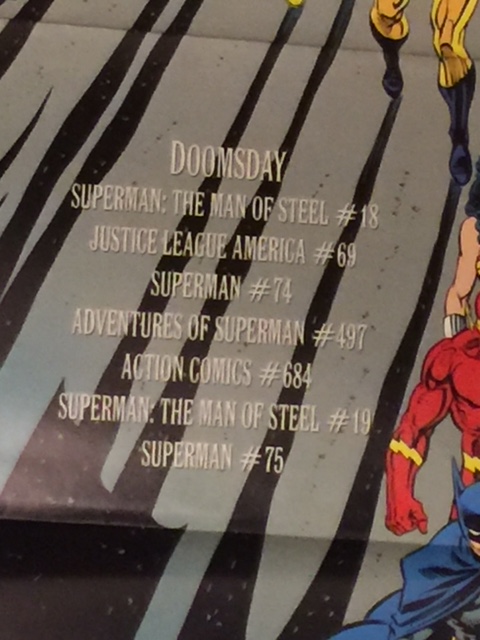 DOOMSDAY
SUPERMAN: THE MAN OF STEEL #18
JUSTICE LEAGUE AMERICA #69
SUPERMAN #74
ADVENTURES OF SUPERMAN #497
ACTION COMICS #684
SUPERMAN: THE MAN OF STEEL #19
SUPERMAN #75